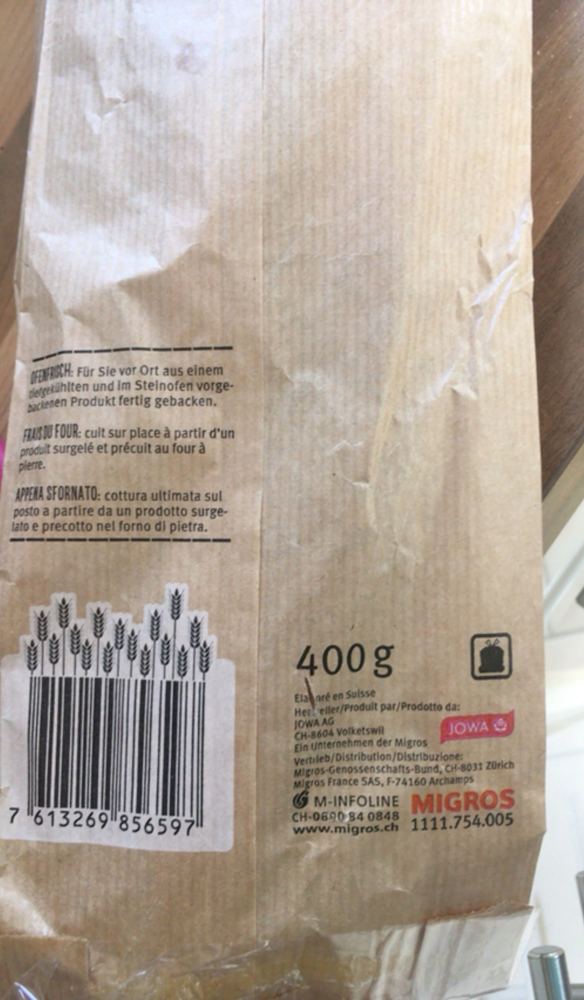 OFENFRISCH: Für Sie vor Ort aus einem
tiefgekühlten und im Steinofen vorge-
backenen Produkt fertig gebacken.
FRAIS DU FOUR: cuit sur place à partir d'un
produit surgelé et précuit au four à
pierre.
APPENA SFORNATO: cottura ultimata sul
posto a partire da un prodotto surge-
lato e precotto nel forno di pietra.
7 613269 856597
400g
Elaboré en Suisse
Hersteller/Produit par/Prodotto da:
JOWA AG
CH-8604 Volketswil
Ein Unternehmen der Migros
JOWA
Vertrieb/Distribution/Distribuzione:
Migros-Genossenschafts-Bund, CH-8031 Zürich
Migros France SAS, F-74160 Archamps
M-INFOLINE
CH-0800 84 0848
www.migros.ch
MIGROS
1111.754.005